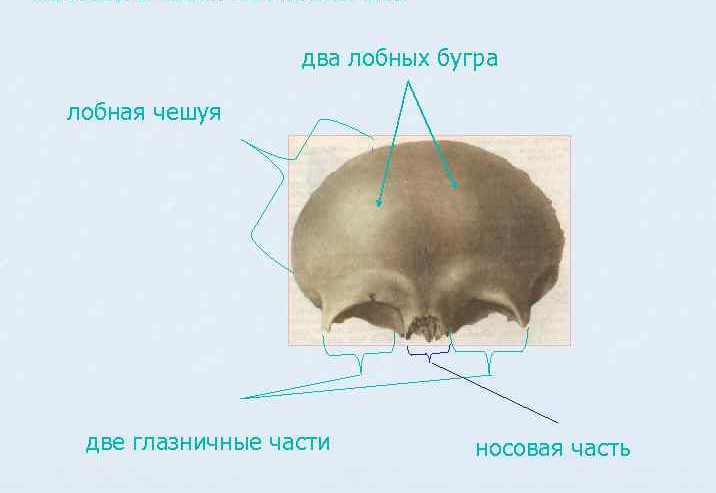 два лобных бугра
лобная чешуя
две глазничные части
носовая часть